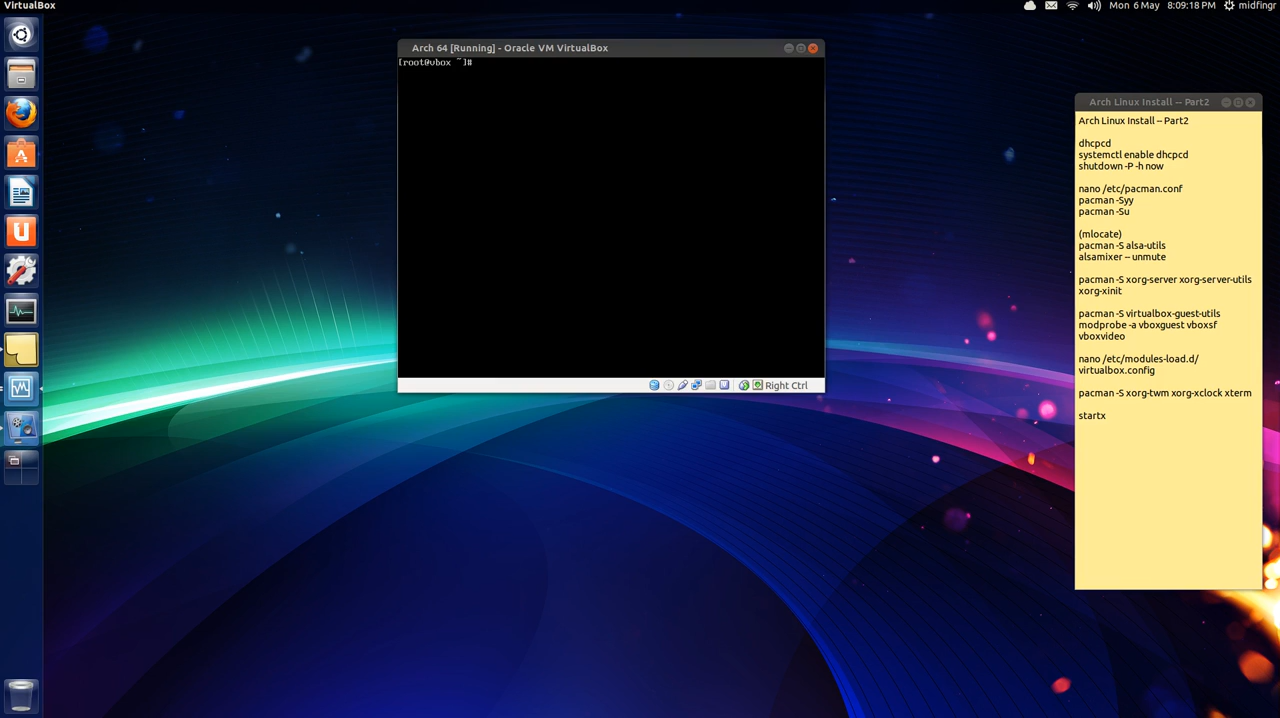 VirtualBox
Mon 6 May 8:09:18 PM midfingr
Arch 64 [Running] - Oracle VM VirtualBox
[root@vbox ~]#
Right Ctrl
Arch Linux Install -- Part2
Arch Linux Install -- Part2
dhcpcd
systemctl enable dhcpcd
shutdown -P -h now
nano /etc/pacman.conf
pacman -Syy
pacman -Su
(mlocate)
pacman -S alsa-utils
alsamixer -- unmute
pacman -S xorg-server xorg-server-utils
xorg-xinit
pacman -S virtualbox-guest-utils
modprobe -a vboxguest vboxsf
vboxvideo
nano /etc/modules-load.d/
virtualbox.config
pacman -S xorg-twm xorg-xclock xterm
startx